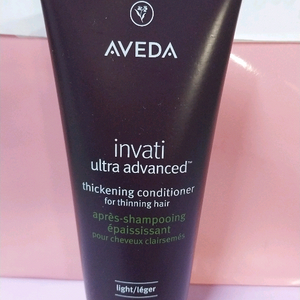 AVEDA
invati
ultra advanced™
thickening conditioner
for thinning hair
après-shampooing
épaississant
pour cheveux clairsemés
light/léger